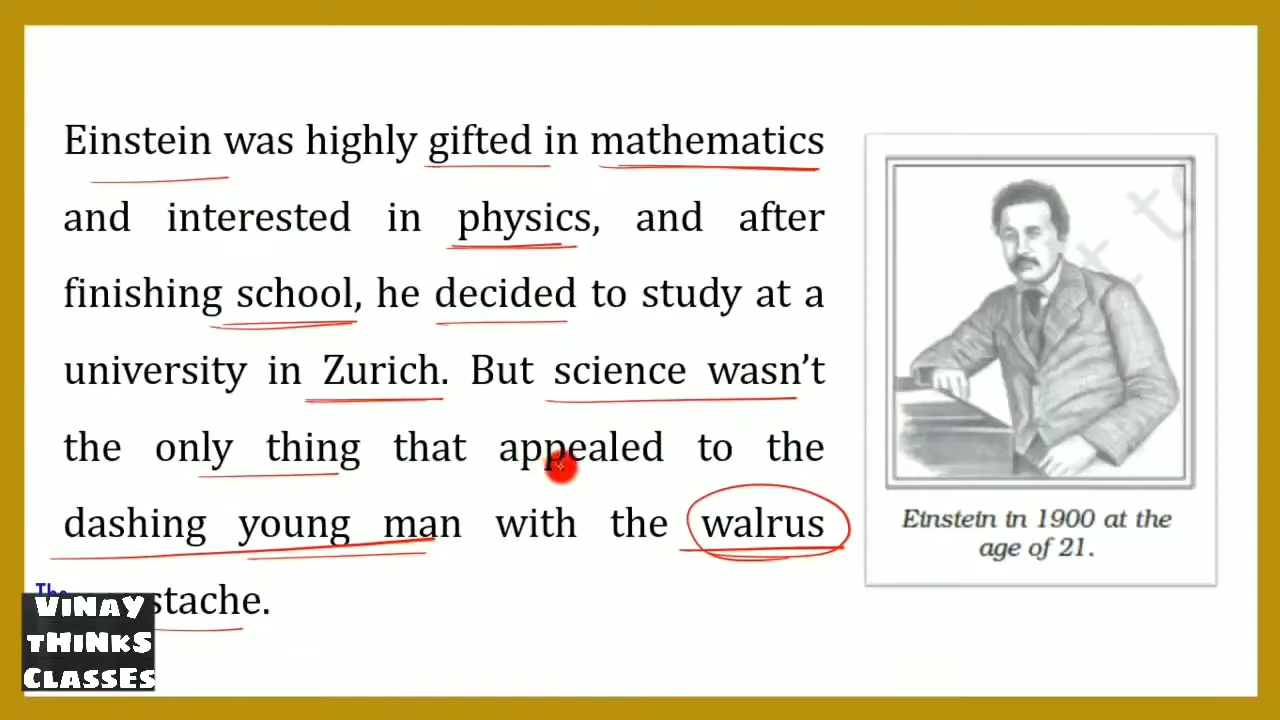 Einstein was highly gifted in mathematics
and interested in physics, and after
finishing school, he decided to study at a
university in Zurich. But science wasn't
the only thing that appealed to the
dashing young man with the walrus
stache.
Einstein in 1900 at the
age of 21.
The
VINAY
THINKS
CLASSES